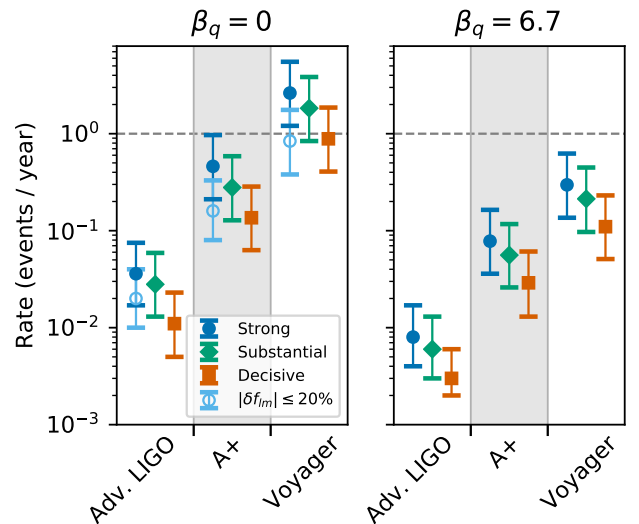 β_q = 0
β_q = 6.7
Rate (events / year)
10^0
10^−1
10^−2
10^−3
Strong
Substantial
Decisive
|δf_lm| ≤ 20%
Adv. LIGO
A+
Voyager
Adv. LIGO
A+
Voyager